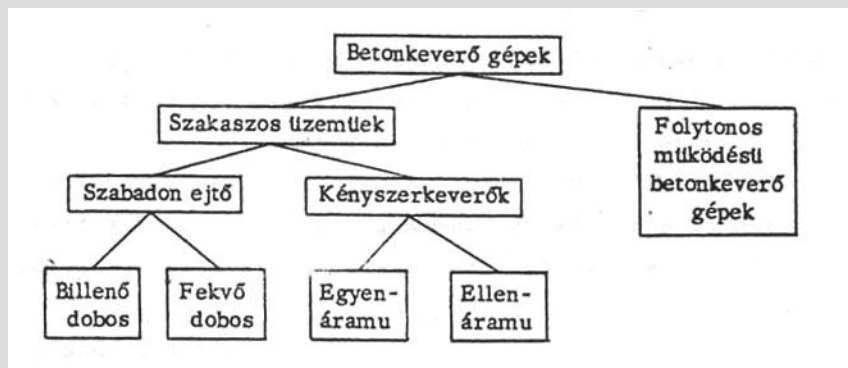 Betonkeverő gépek
Szakaszos üzemüek
Folytonos
müködésü
betonkeverő
gépek
Szabadon ejtő
Kényszerkeverők
Billenő
dobos
Fekvő
dobos
Egyen-
áramu
Ellen-
áramu